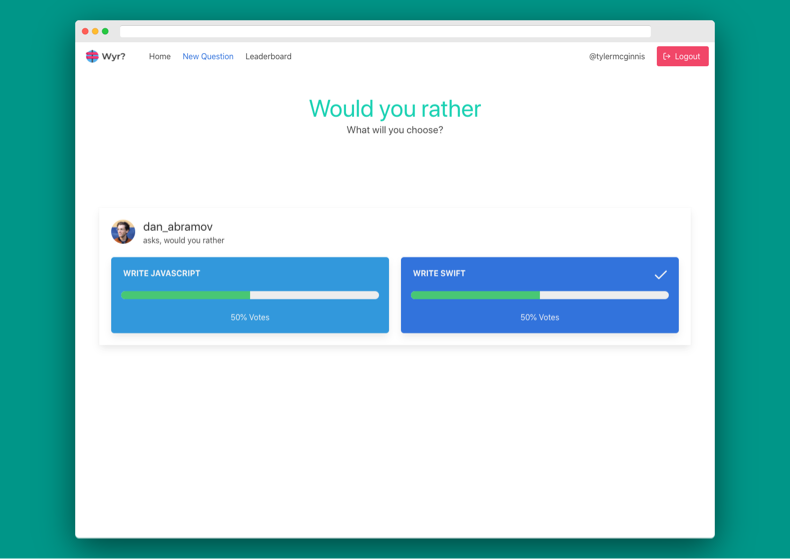 Wyr? Home New Question Leaderboard @tylermcginnis Logout
Would you rather
What will you choose?
dan_abramov
asks, would you rather
WRITE JAVASCRIPT
50% Votes
WRITE SWIFT
50% Votes